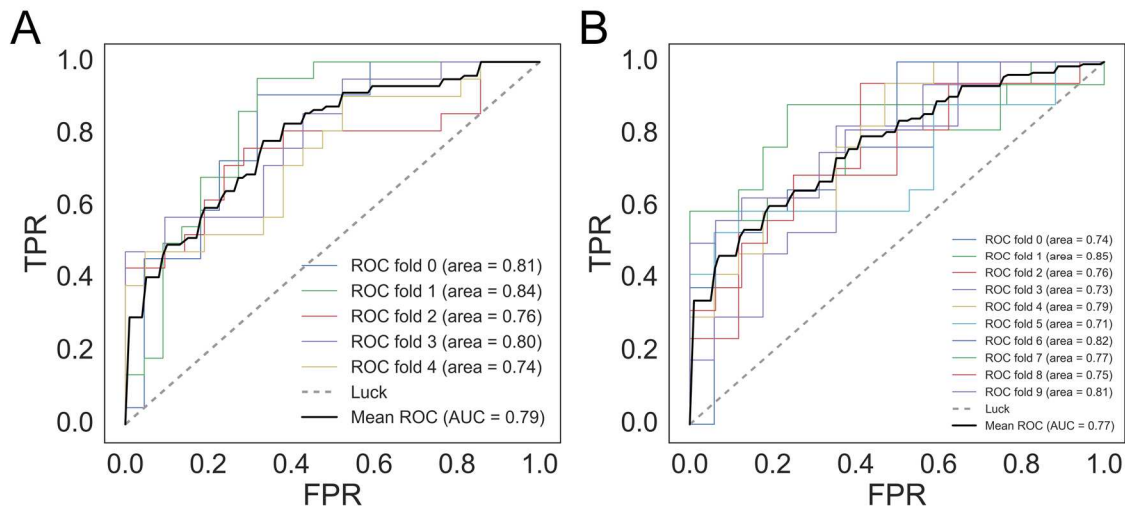 A
1.0
0.8
0.6
0.4
0.2
0.0
TPR
0.0 0.2 0.4 0.6 0.8 1.0
FPR
ROC fold 0 (area = 0.81)
ROC fold 1 (area = 0.84)
ROC fold 2 (area = 0.76)
ROC fold 3 (area = 0.80)
ROC fold 4 (area = 0.74)
Luck
Mean ROC (AUC = 0.79)
B
1.0
0.8
0.6
0.4
0.2
0.0
TPR
0.0 0.2 0.4 0.6 0.8 1.0
FPR
ROC fold 0 (area = 0.74)
ROC fold 1 (area = 0.85)
ROC fold 2 (area = 0.76)
ROC fold 3 (area = 0.73)
ROC fold 4 (area = 0.79)
ROC fold 5 (area = 0.71)
ROC fold 6 (area = 0.82)
ROC fold 7 (area = 0.77)
ROC fold 8 (area = 0.75)
ROC fold 9 (area = 0.81)
Luck
Mean ROC (AUC = 0.77)